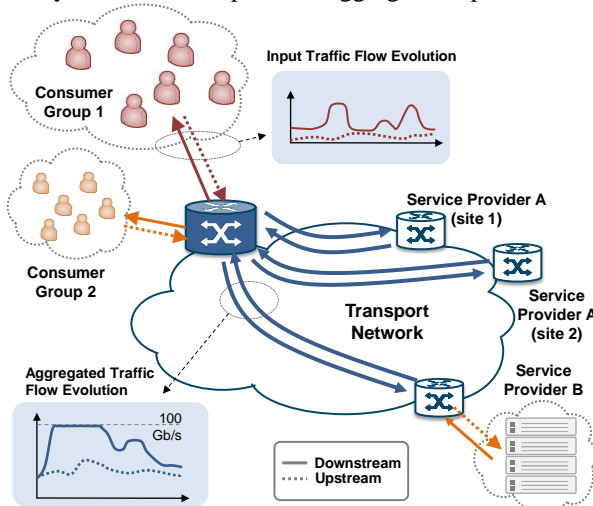 Input Traffic Flow Evolution
Consumer
Group 1
Service Provider A
(site 1)
Consumer
Group 2
Transport
Network
Service
Provider A
(site 2)
Aggregated Traffic
Flow Evolution
100
Gb/s
Service
Provider B
Downstream
Upstream